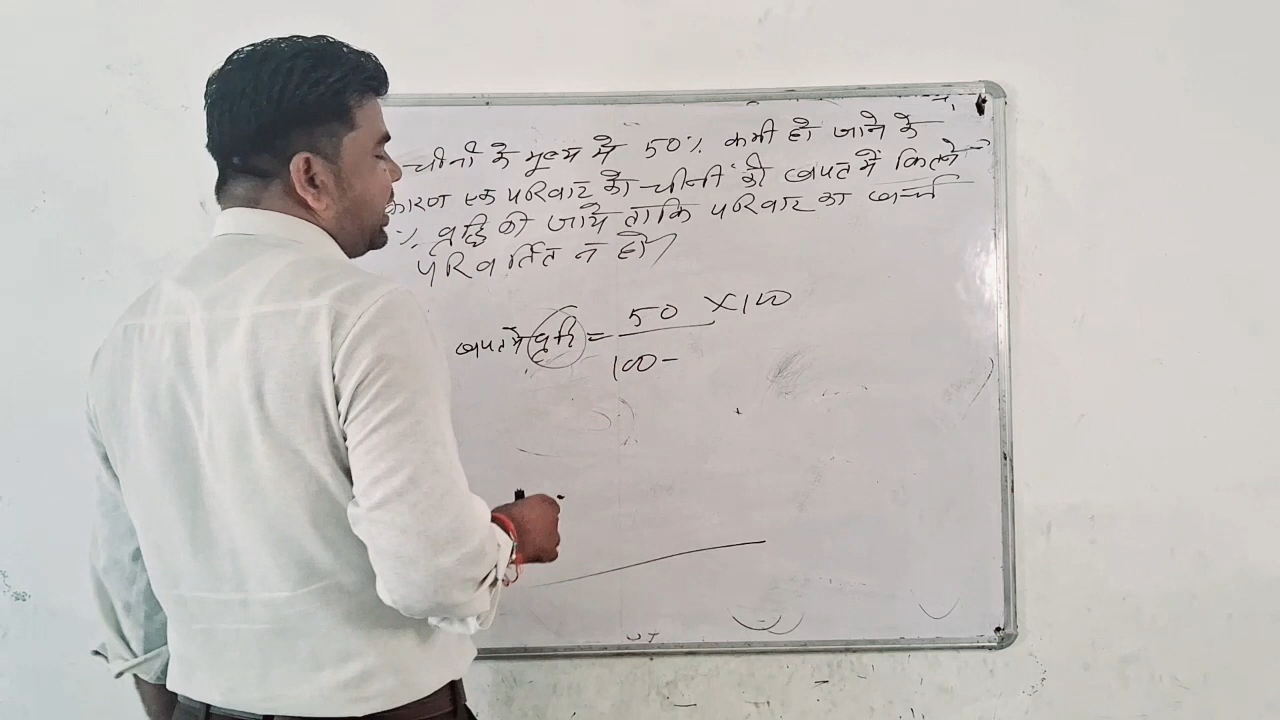 चीनी के मूल्य में 50% कमी हो जाने के
कारण एक परिवार को चीनी की खपत में कितने
% वृद्धि की जाये ताकि परिवार का खर्च
परिवर्तित न हो?
खपत में वृद्धि = 50 × 100
100 -